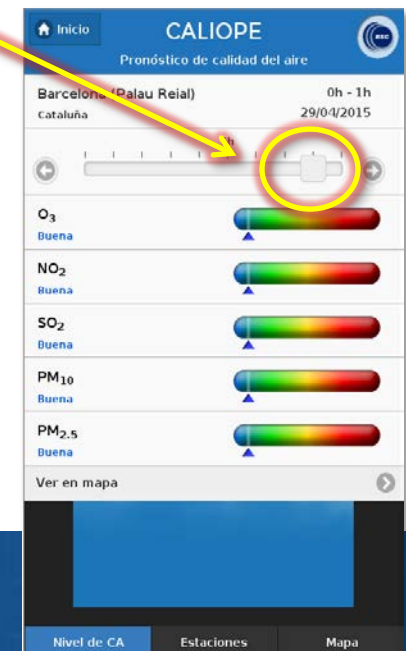 Inicio
CALIOPE
Pronóstico de calidad del aire
BSC
Barcelona (Palau Reial)
0h - 1h
Cataluña
29/04/2015
O3
Buena
NO2
Buena
SO2
Buena
PM10
Buena
PM2.5
Buena
Ver en mapa
Nivel de CA
Estaciones
Mapa